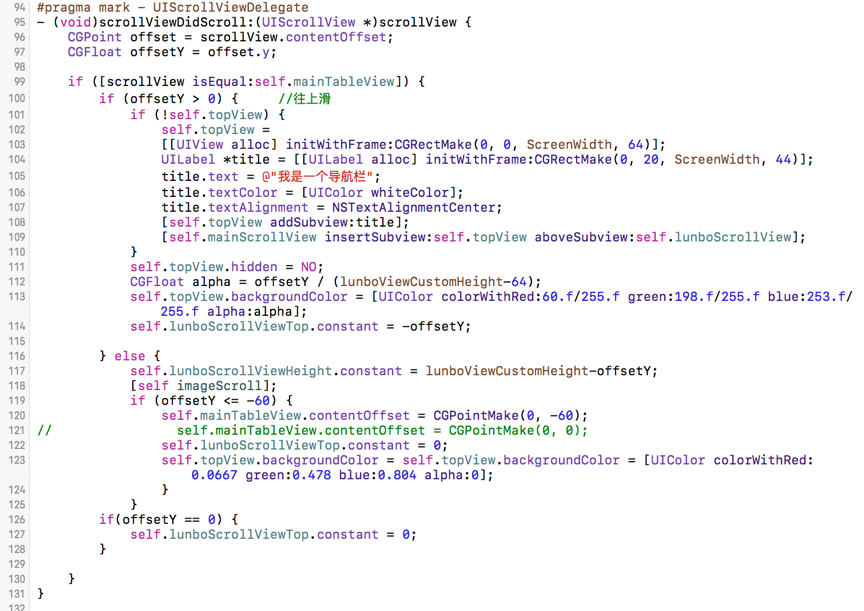 94 #pragma mark - UIScrollViewDelegate
95 - (void)scrollViewDidScroll:(UIScrollView *)scrollView {
96     CGPoint offset = scrollView.contentOffset;
97     CGFloat offsetY = offset.y;
98
99     if ([scrollView isEqual:self.mainTableView]) {
100         if (offsetY > 0) {     //往上滑
101             if (!self.topView) {
102                 self.topView =
103                 [[UIView alloc] initWithFrame:CGRectMake(0, 0, ScreenWidth, 64)];
104                 UILabel *title = [[UILabel alloc] initWithFrame:CGRectMake(0, 20, ScreenWidth, 44)];
105                 title.text = @"我是一个导航栏";
106                 title.textColor = [UIColor whiteColor];
107                 title.textAlignment = NSTextAlignmentCenter;
108                 [self.topView addSubview:title];
109                 [self.mainScrollView insertSubview:self.topView aboveSubview:self.lunboScrollView];
110             }
111             self.topView.hidden = NO;
112             CGFloat alpha = offsetY / (lunboViewCustomHeight-64);
113             self.topView.backgroundColor = [UIColor colorWithRed:60.f/255.f green:198.f/255.f blue:253.f/
                255.f alpha:alpha];
114             self.lunboScrollViewTop.constant = -offsetY;
115
116         } else {
117             self.lunboScrollViewHeight.constant = lunboViewCustomHeight-offsetY;
118             [self imageScroll];
119             if (offsetY <= -60) {
120                 self.mainTableView.contentOffset = CGPointMake(0, -60);
121 //                self.mainTableView.contentOffset = CGPointMake(0, 0);
122                 self.lunboScrollViewTop.constant = 0;
123                 self.topView.backgroundColor = self.topView.backgroundColor = [UIColor colorWithRed:
                    0.0667 green:0.478 blue:0.804 alpha:0];
124                 }
125             }
126         if(offsetY == 0) {
127             self.lunboScrollViewTop.constant = 0;
128         }
129
130     }
131 }
132